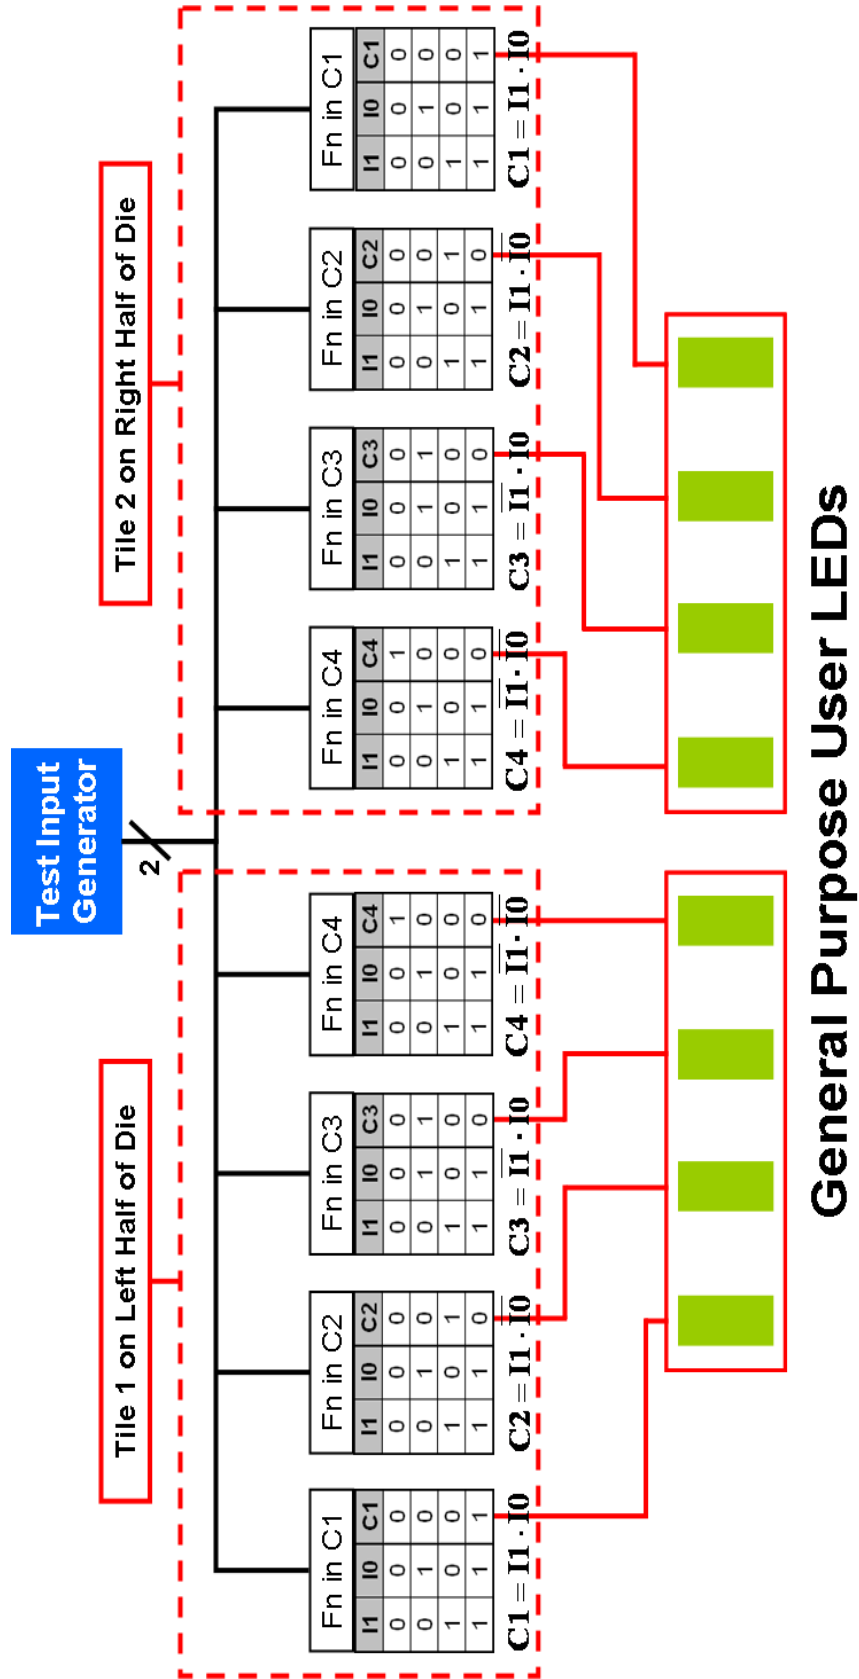 Test Input
Generator
2
Tile 1 on Left Half of Die
Fn in C1
I1 I0 C1
0 0 0
0 1 0
1 0 0
1 1 1
C1 = I1 · I0
Fn in C2
I1 I0 C2
0 0 0
0 1 0
1 0 1
1 1 0
C2 = I1 · I̅0̅
Fn in C3
I1 I0 C3
0 0 0
0 1 1
1 0 0
1 1 0
C3 = I̅1̅ · I0
Fn in C4
I1 I0 C4
0 0 1
0 1 0
1 0 0
1 1 0
C4 = I̅1̅ · I̅0̅
Tile 2 on Right Half of Die
Fn in C4
I1 I0 C4
0 0 1
0 1 0
1 0 0
1 1 0
C4 = I̅1̅ · I̅0̅
Fn in C3
I1 I0 C3
0 0 0
0 1 1
1 0 0
1 1 0
C3 = I̅1̅ · I0
Fn in C2
I1 I0 C2
0 0 0
0 1 0
1 0 1
1 1 0
C2 = I1 · I̅0̅
Fn in C1
I1 I0 C1
0 0 0
0 1 0
1 0 0
1 1 1
C1 = I1 · I0
General Purpose User LEDs